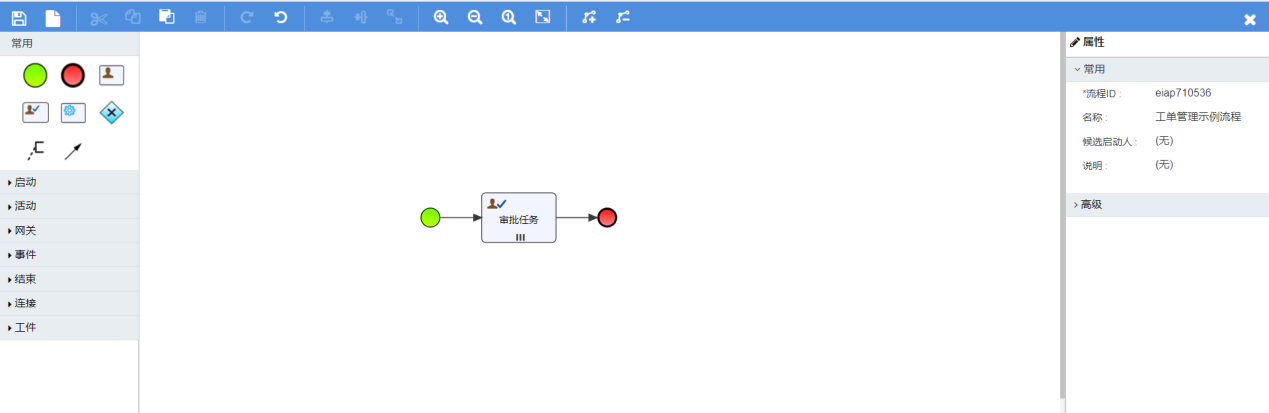 常用
启动
活动
网关
事件
结束
连接
工件
审批任务
属性
常用
*流程ID : eiap710536
名称 : 工单管理示例流程
候选启动人 : (无)
说明 : (无)
高级